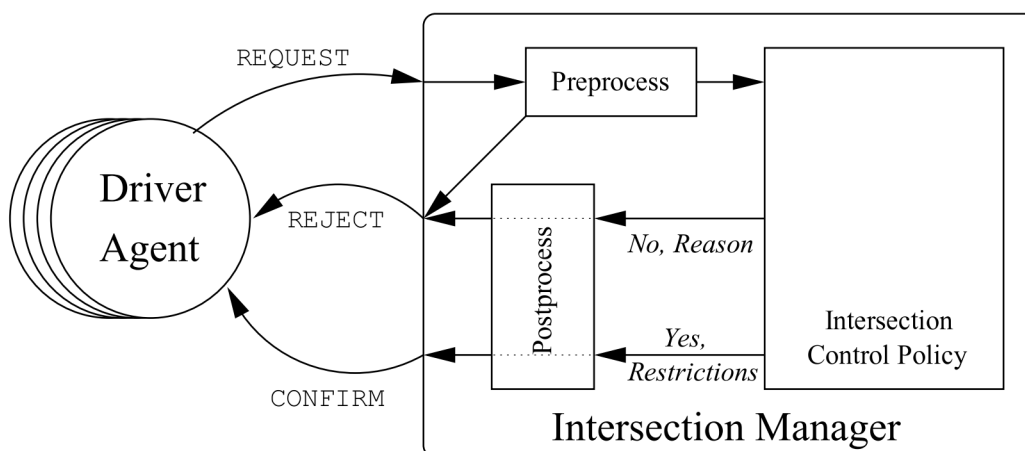 REQUEST
Preprocess
Driver
Agent
REJECT
Postprocess
No, Reason
Yes,
Restrictions
Intersection
Control Policy
CONFIRM
Intersection Manager